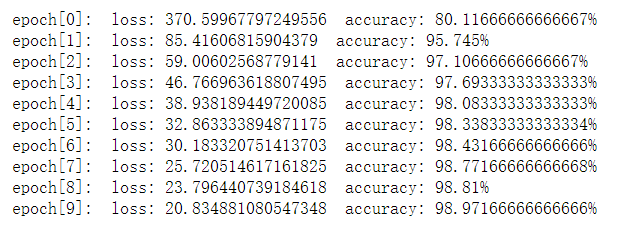 epoch[0]:  loss: 370.59967797249556  accuracy: 80.11666666666667%
epoch[1]:  loss: 85.41606815904379  accuracy: 95.745%
epoch[2]:  loss: 59.00602568779141  accuracy: 97.10666666666667%
epoch[3]:  loss: 46.766963618807495  accuracy: 97.69333333333333%
epoch[4]:  loss: 38.938189449720085  accuracy: 98.08333333333333%
epoch[5]:  loss: 32.863333894871175  accuracy: 98.33833333333334%
epoch[6]:  loss: 30.183320751413703  accuracy: 98.43166666666666%
epoch[7]:  loss: 25.720514617161825  accuracy: 98.77166666666668%
epoch[8]:  loss: 23.796440739184618  accuracy: 98.81%
epoch[9]:  loss: 20.834881080547348  accuracy: 98.97166666666666%